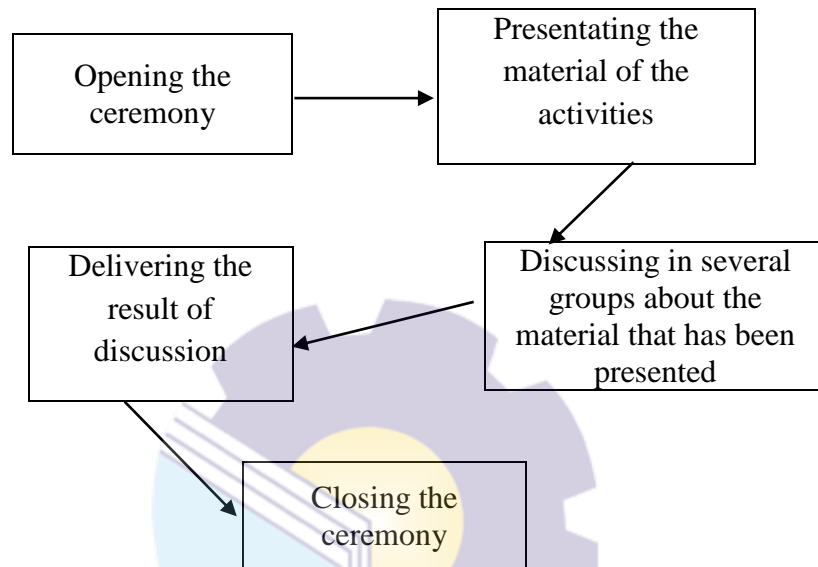 Opening the
ceremony
Presentating the
material of the
activities
Discussing in several
groups about the
material that has been
presented
Delivering the
result of
discussion
Closing the
ceremony